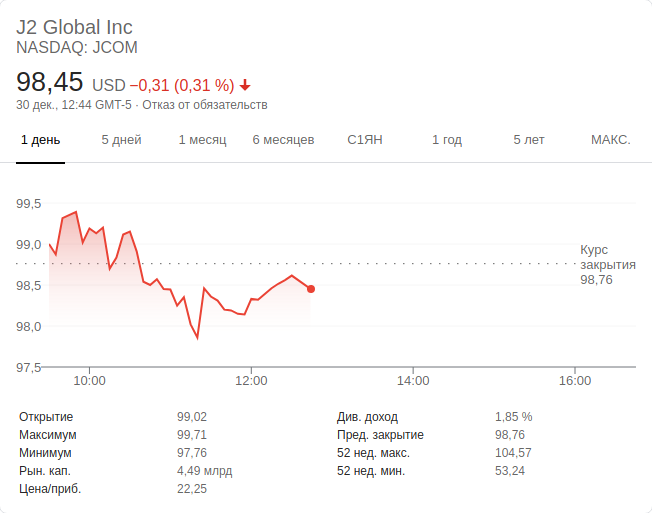 J2 Global Inc
NASDAQ: JCOM
98,45 USD −0,31 (0,31 %)
30 дек., 12:44 GMT-5 · Отказ от обязательств
1 день 5 дней 1 месяц 6 месяцев С1ЯН 1 год 5 лет МАКС.
99,5
99,0
98,5
98,0
97,5
Курс
закрытия
98,76
10:00 12:00 14:00 16:00
Открытие 99,02
Максимум 99,71
Минимум 97,76
Рын. кап. 4,49 млрд
Цена/приб. 22,25
Див. доход 1,85 %
Пред. закрытие 98,76
52 нед. макс. 104,57
52 нед. мин. 53,24